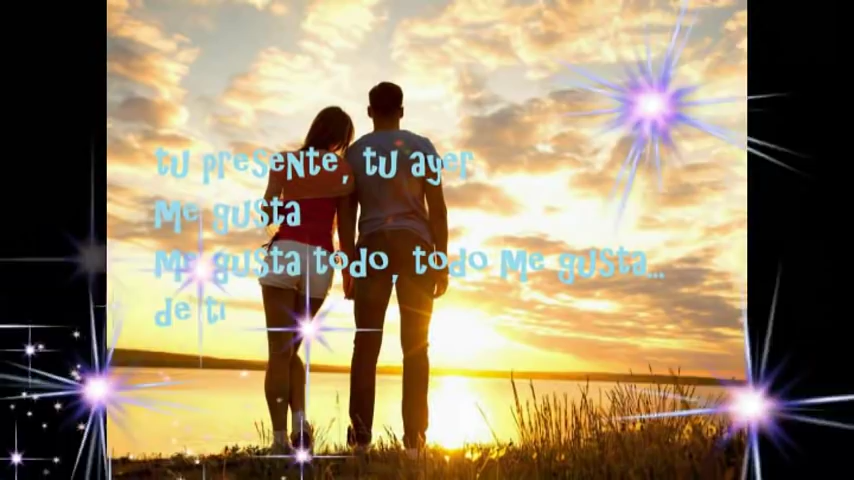 tu presente, tu ayer
Me gusta
Me gusta todo, todo me gusta...
de ti